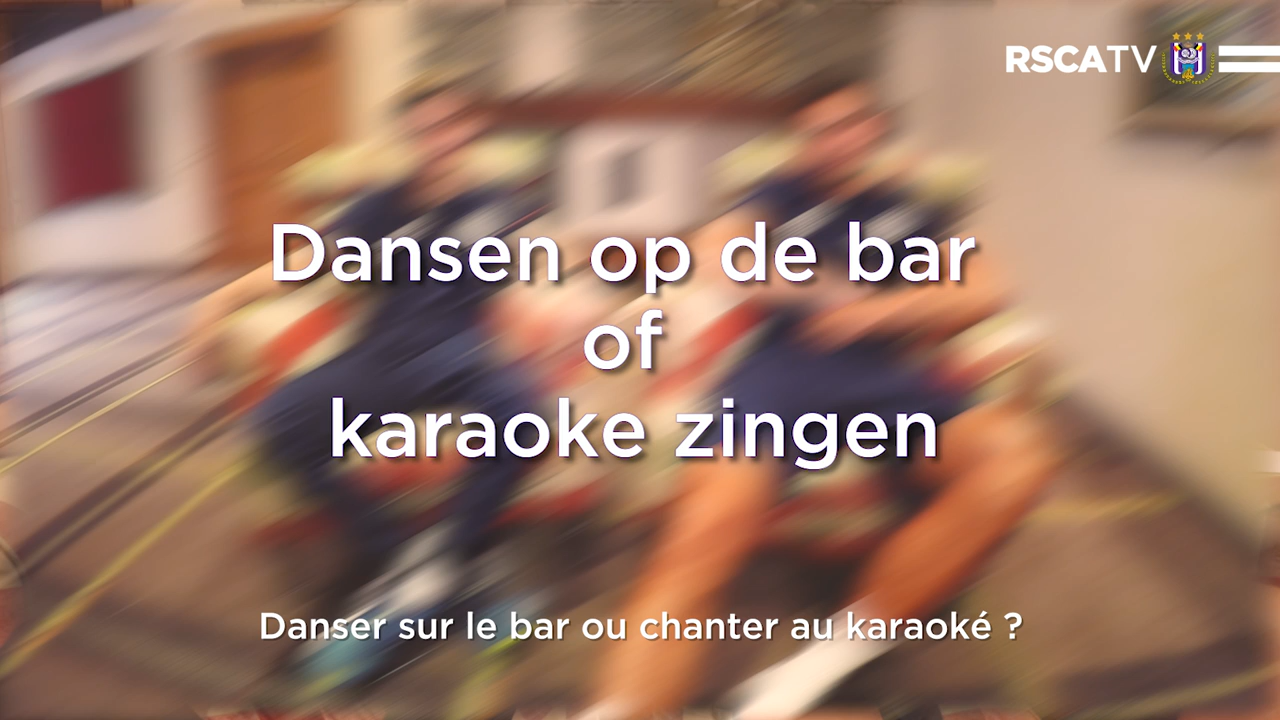 RSCATV
Dansen op de bar
of
karaoke zingen
Danser sur le bar ou chanter au karaoké ?